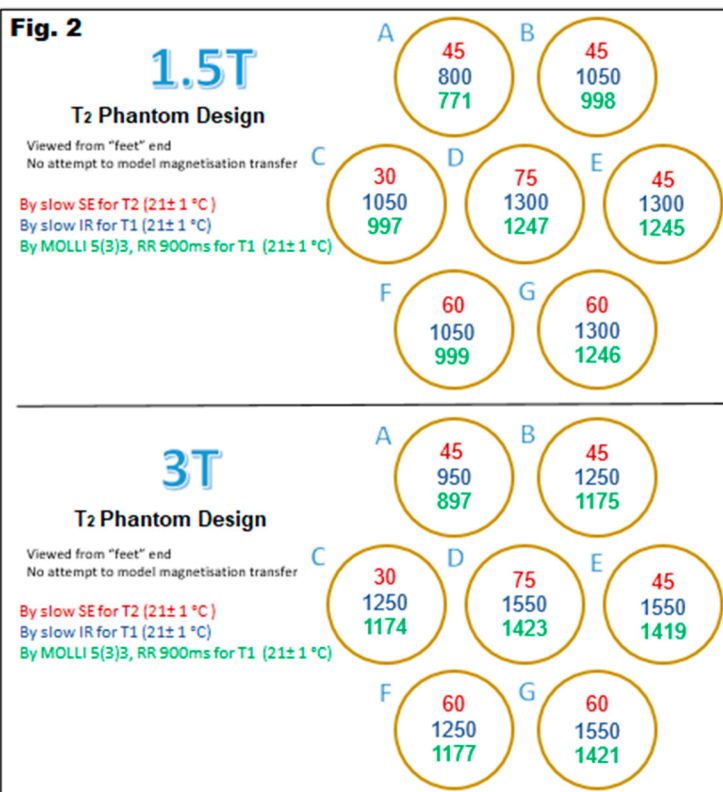 Fig. 2
1.5T
T2 Phantom Design
Viewed from "feet" end
No attempt to model magnetisation transfer
By slow SE for T2 (21± 1 °C )
By slow IR for T1 (21± 1 °C)
By MOLLI 5(3)3, RR 900ms for T1 (21± 1 °C)
A
45
800
771
B
45
1050
998
C
30
1050
997
D
75
1300
1247
E
45
1300
1245
F
60
1050
999
G
60
1300
1246
3T
T2 Phantom Design
Viewed from "feet" end
No attempt to model magnetisation transfer
By slow SE for T2 (21± 1 °C )
By slow IR for T1 (21± 1 °C)
By MOLLI 5(3)3, RR 900ms for T1 (21± 1 °C)
A
45
950
897
B
45
1250
1175
C
30
1250
1174
D
75
1550
1423
E
45
1550
1419
F
60
1250
1177
G
60
1550
1421